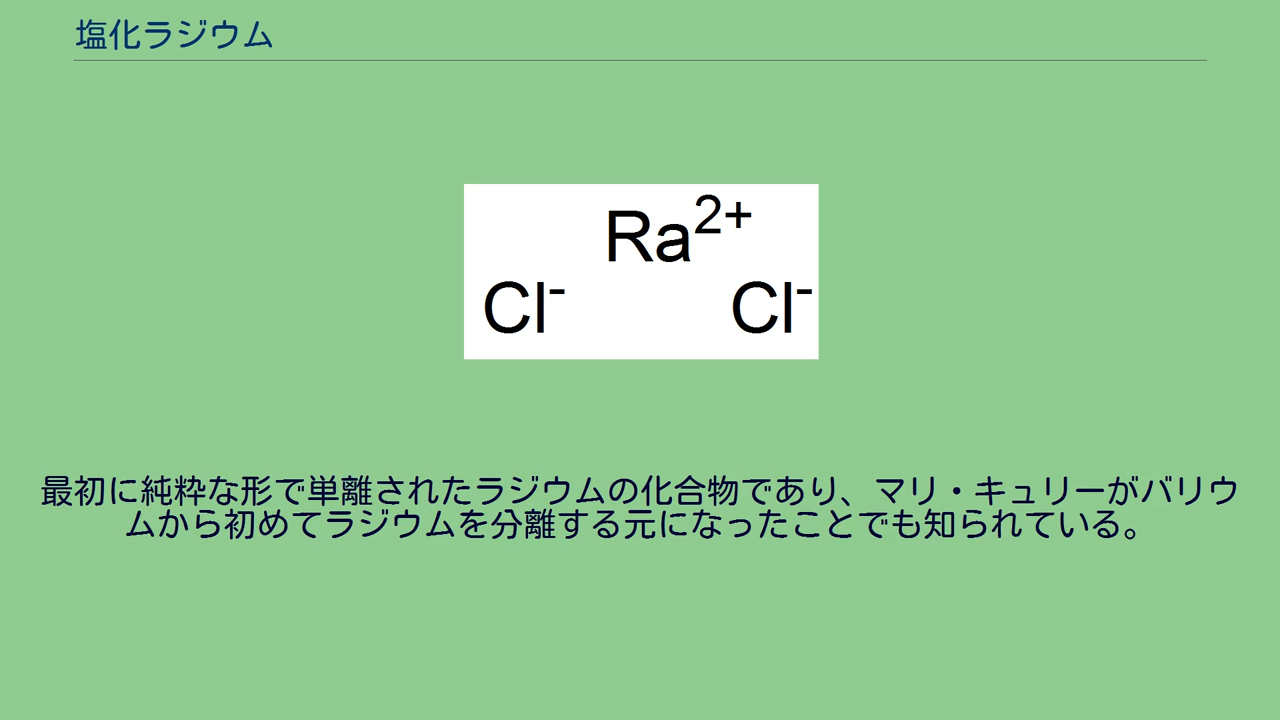 塩化ラジウム
Ra2+
Cl- Cl-
最初に純粋な形で単離されたラジウムの化合物であり、マリ・キュリーがバリウ
ムから初めてラジウムを分離する元になったことでも知られている。